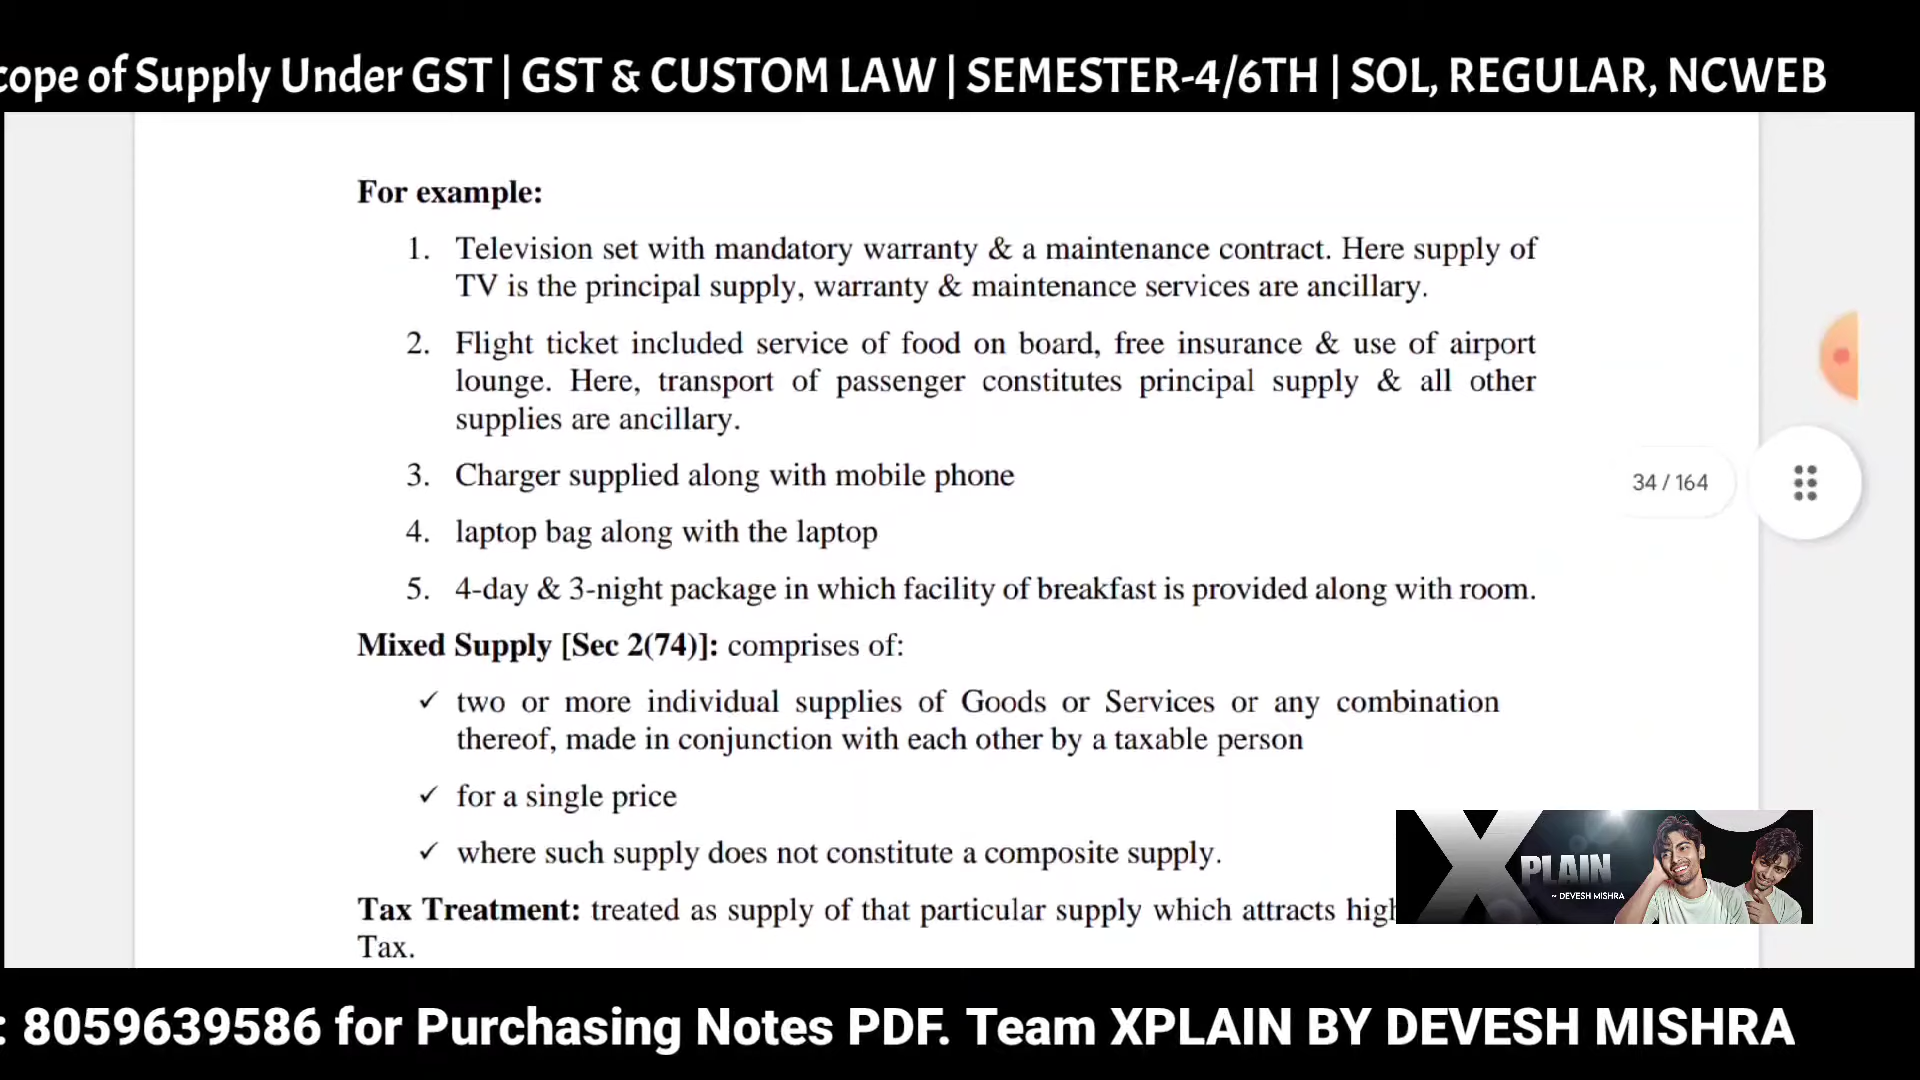 cope of Supply Under GST | GST & CUSTOM LAW | SEMESTER-4/6TH | SOL, REGULAR, NCWEB
For example:
1. Television set with mandatory warranty & a maintenance contract. Here supply of
TV is the principal supply, warranty & maintenance services are ancillary.
2. Flight ticket included service of food on board, free insurance & use of airport
lounge. Here, transport of passenger constitutes principal supply & all other
supplies are ancillary.
3. Charger supplied along with mobile phone
34 / 164
4. laptop bag along with the laptop
5. 4-day & 3-night package in which facility of breakfast is provided along with room.
Mixed Supply [Sec 2(74)]: comprises of:
✓ two or more individual supplies of Goods or Services or any combination
thereof, made in conjunction with each other by a taxable person
✓ for a single price
✓ where such supply does not constitute a composite supply.
XPLAIN
~ DEVESH MISHRA
Tax Treatment: treated as supply of that particular supply which attracts
Tax.
: 8059639586 for Purchasing Notes PDF. Team XPLAIN BY DEVESH MISHRA